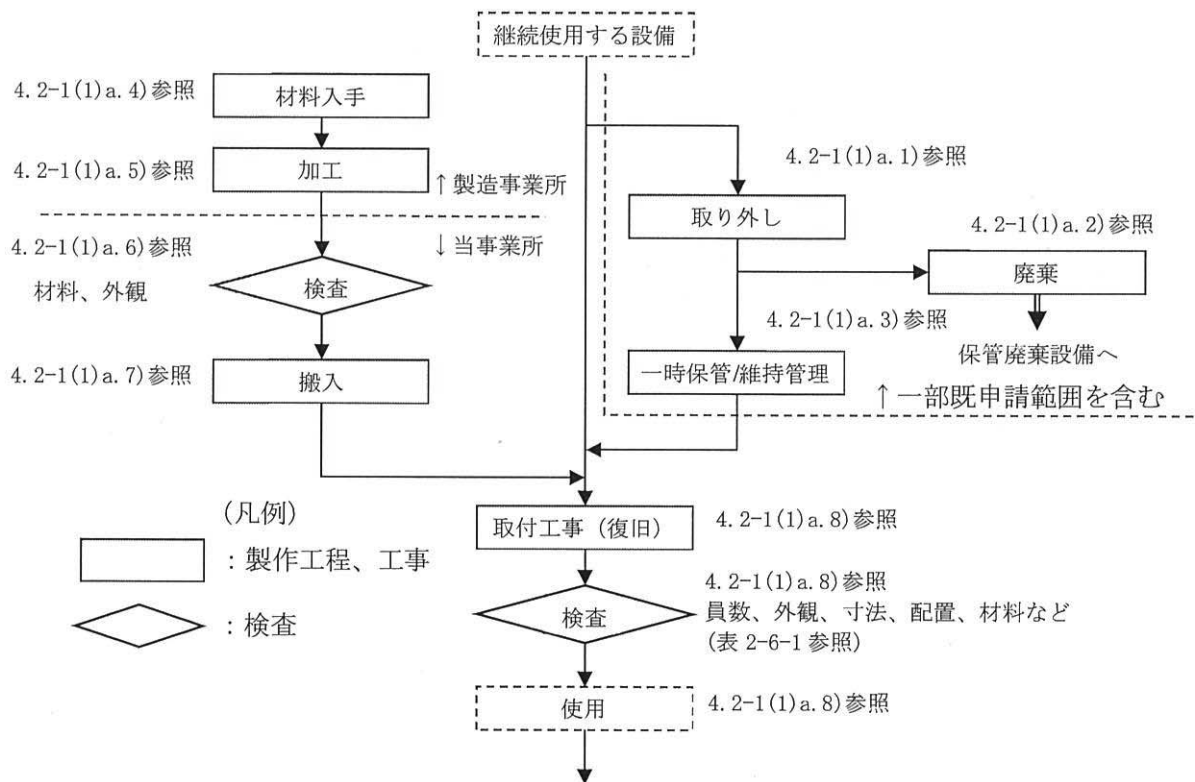 継続使用する設備
4.2-1(1)a.4)参照
材料入手
4.2-1(1)a.5)参照
加工
↑製造事業所
↓当事業所
4.2-1(1)a.6)参照
材料、外観
検査
4.2-1(1)a.7)参照
搬入
4.2-1(1)a.1)参照
取り外し
4.2-1(1)a.2)参照
廃棄
保管廃棄設備へ
4.2-1(1)a.3)参照
一時保管/維持管理
↑一部既申請範囲を含む
取付工事（復旧）
4.2-1(1)a.8)参照
検査
4.2-1(1)a.8)参照
員数、外観、寸法、配置、材料など
(表 2-6-1 参照)
使用
4.2-1(1)a.8)参照
(凡例)
：製作工程、工事
：検査